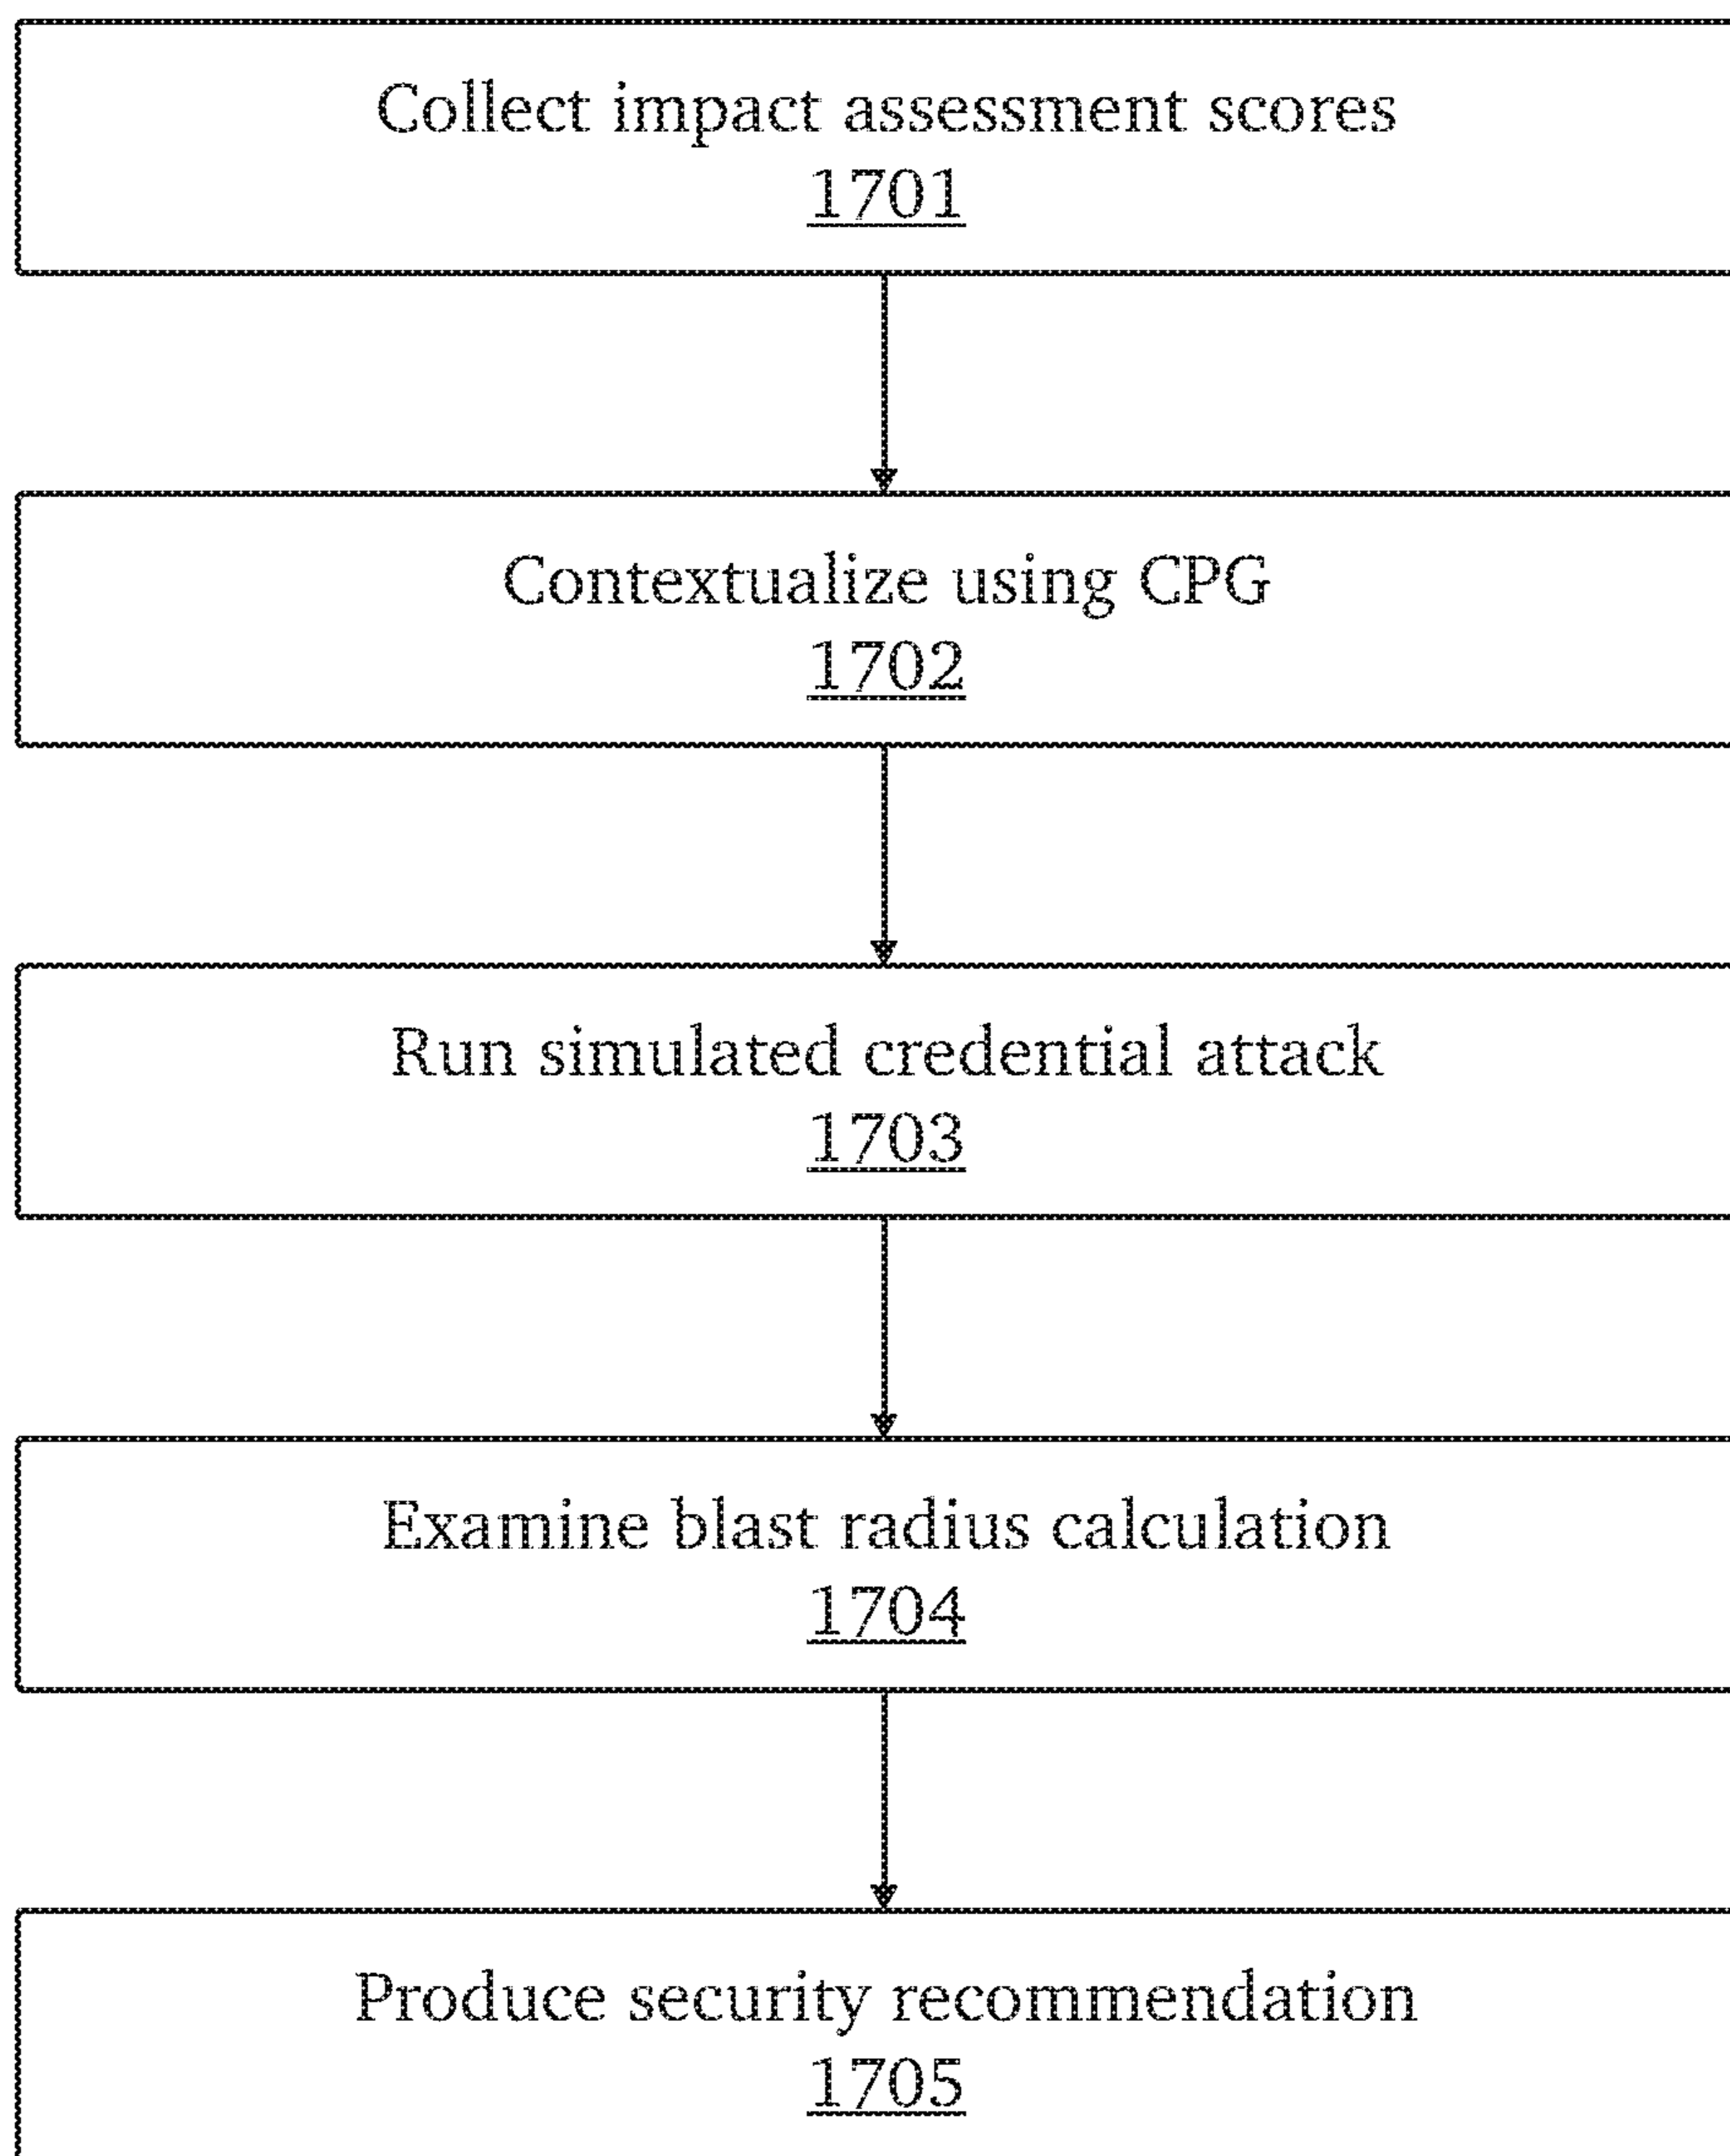 Collect impact assessment scores
1701
Contextualize using CPG
1702
Run simulated credential attack
1703
Examine blast radius calculation
1704
Produce security recommendation
1705